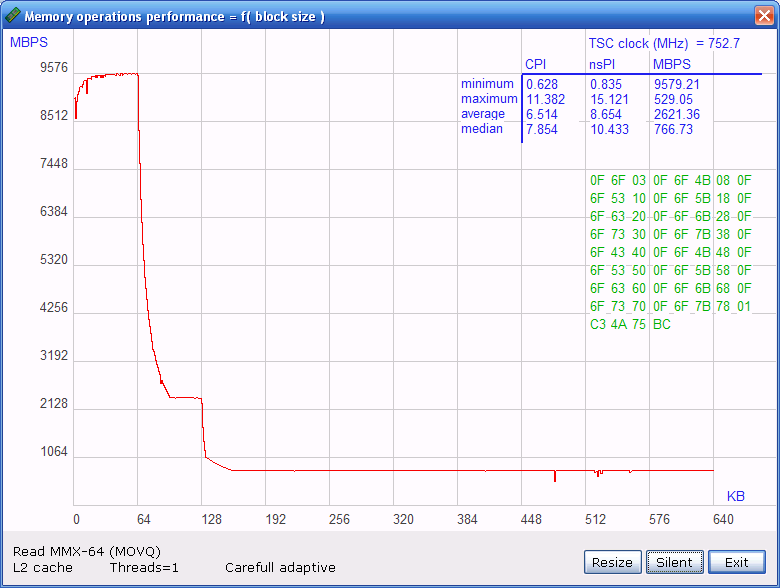 Memory operations performance = f( block size )
MBPS
TSC clock (MHz) = 752.7
CPI nsPI MBPS
minimum 0.628 0.835 9579.21
maximum 11.382 15.121 529.05
average 6.514 8.654 2621.36
median 7.854 10.433 766.73
9576
8512
7448
6384
5320
4256
3192
2128
1064
0F 6F 03 0F 6F 4B 08 0F
6F 53 10 0F 6F 5B 18 0F
6F 63 20 0F 6F 6B 28 0F
6F 73 30 0F 6F 7B 38 0F
6F 43 40 0F 6F 4B 48 0F
6F 53 50 0F 6F 5B 58 0F
6F 63 60 0F 6F 6B 68 0F
6F 73 70 0F 6F 7B 78 01
C3 4A 75 BC
KB
0 64 128 192 256 320 384 448 512 576 640
Read MMX-64 (MOVQ)
L2 cache Threads=1 Carefull adaptive
Resize Silent Exit